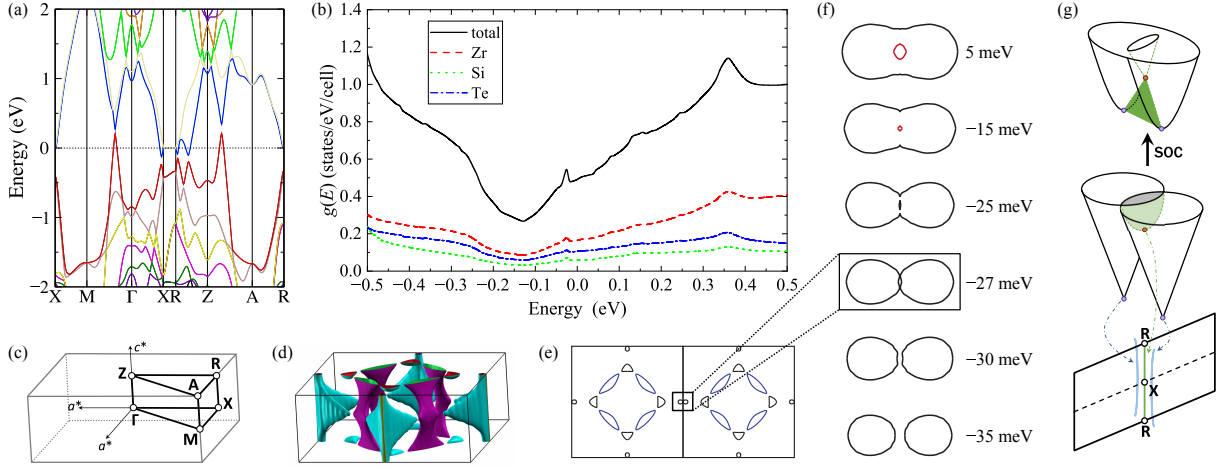 (a)
2
1
0
−1
−2
Energy (eV)
X M Γ X R Z A R
(b)
1.4
1.2
1.0
0.8
0.6
0.4
0.2
0.0
g(E) (states/eV/cell)
total
Zr
Si
Te
−0.5 −0.4 −0.3 −0.2 −0.1 0.0 0.1 0.2 0.3 0.4 0.5
Energy (eV)
(c)
c*
Z
R
A
a*
Γ
X
a*
M
(d)
(e)
(f)
5 meV
−15 meV
−25 meV
−27 meV
−30 meV
−35 meV
(g)
SOC
R
X
R